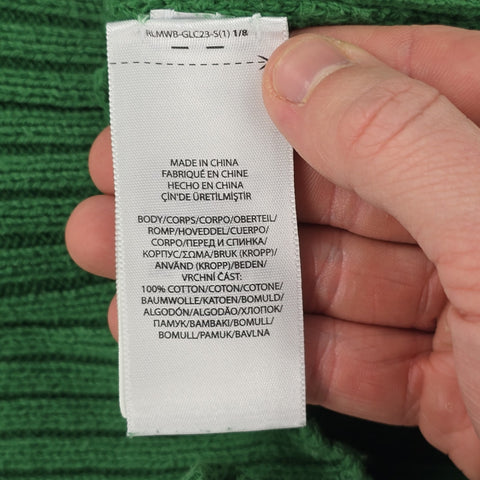 RLMWB-GLC23-S(1) 1/8
MADE IN CHINA
FABRIQUÉ EN CHINE
HECHO EN CHINA
ÇİN'DE ÜRETİLMİŞTİR
BODY/CORPS/CORPO/OBERTEIL/
ROMP/HOVEDDEL/CUERPO/
CORPO/ПЕРЕД И СПИНКА/
КОРПУС/ΣΩΜΑ/BRUK (KROPP)/
ANVÄND (KROPP)/BEDEN/
VRCHNÍ ČÁST:
100% COTTON/COTON/COTONE/
BAUMWOLLE/KATOEN/BOMULD/
ALGODÓN/ALGODÃO/ХЛОПОК/
ПАМУК/ΒΑΜΒΑΚΙ/BOMULL/
BOMULL/PAMUK/BAVLNA